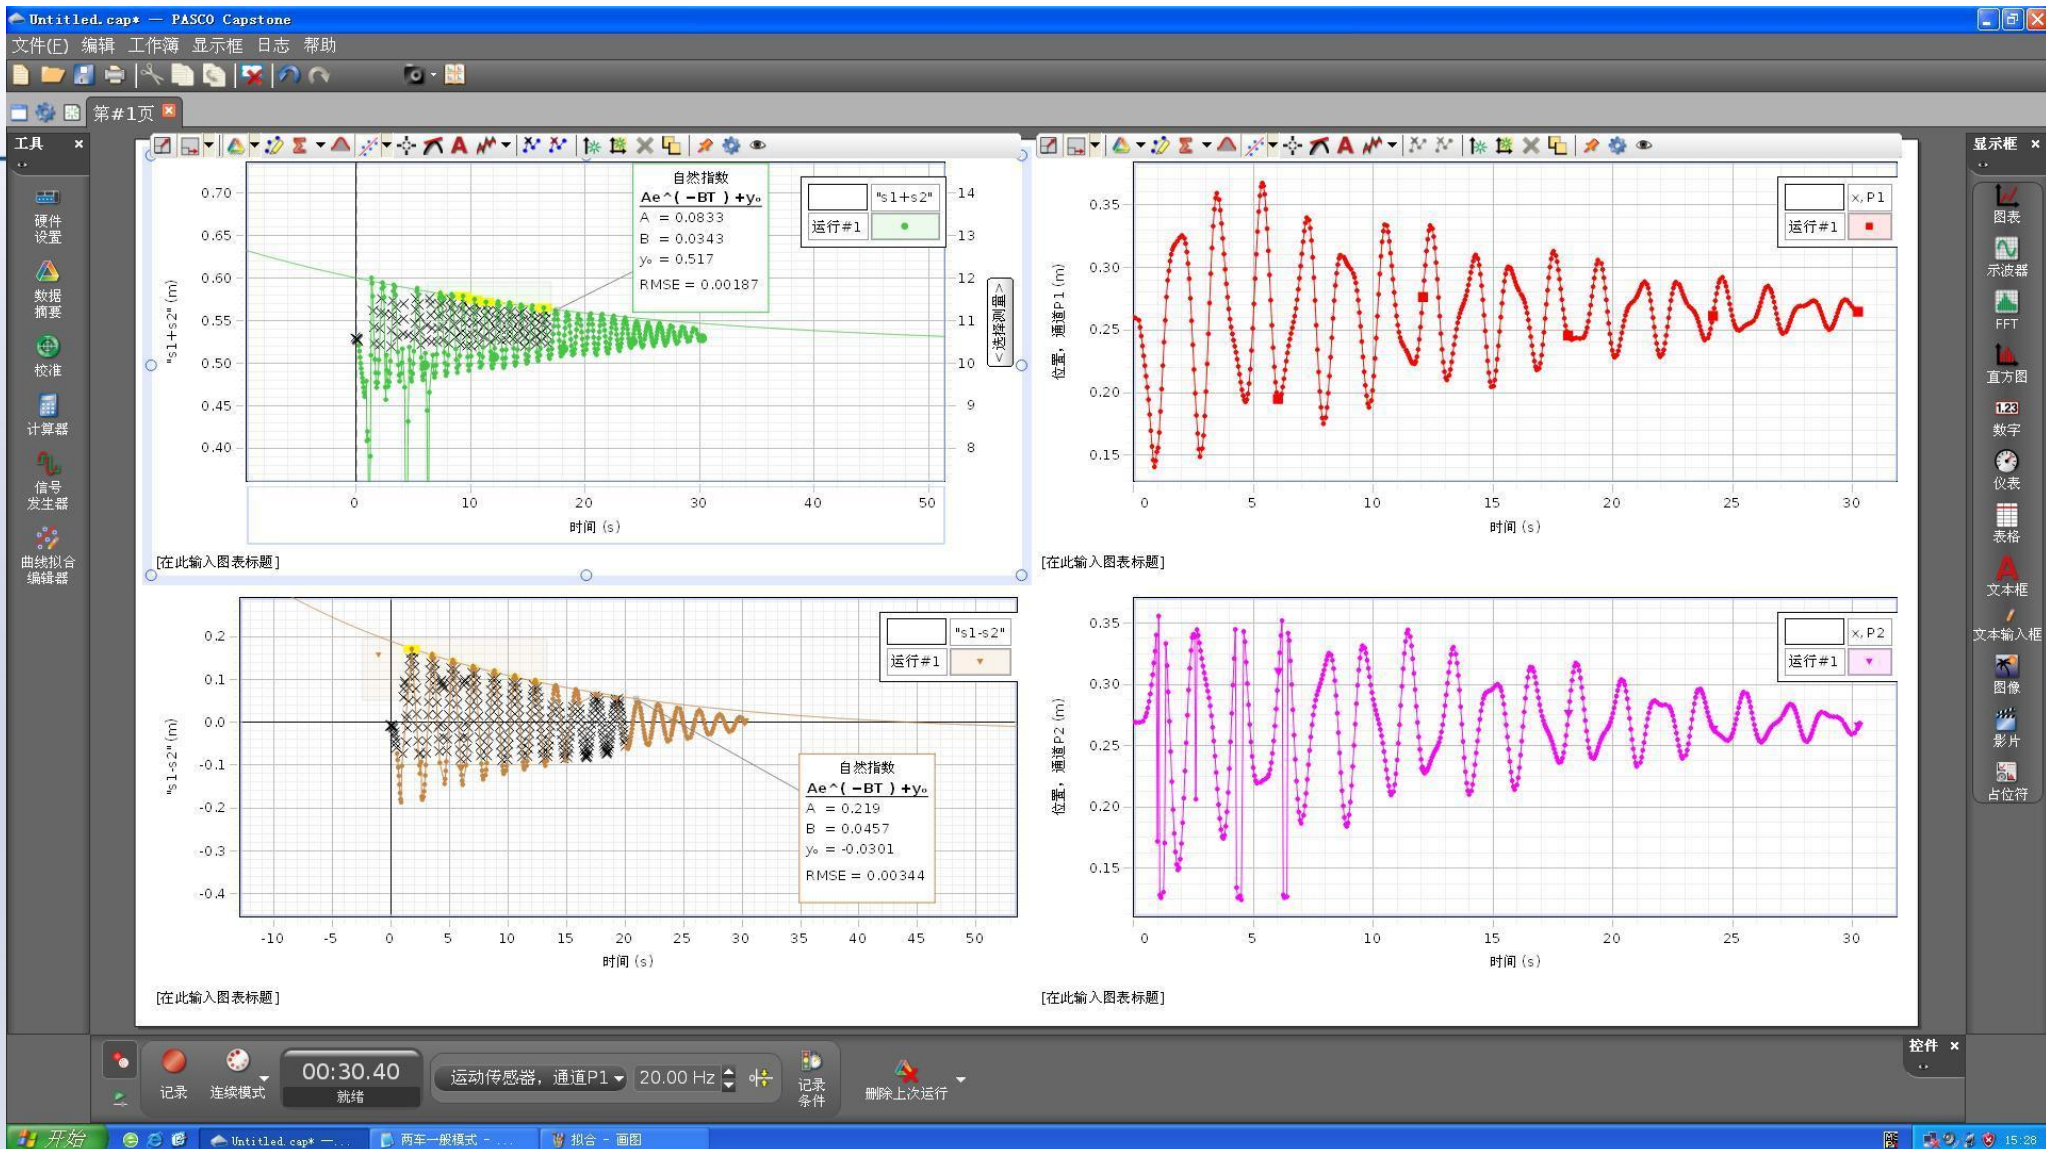 Untitled.cap* — PASCO Capstone
文件(F) 编辑 工作簿 显示框 日志 帮助
第#1页
工具
硬件
设置
数据
摘要
校准
计算器
信号
发生器
曲线拟合
编辑器
0.70
0.65
0.60
0.55
0.50
0.45
0.40
"s1+s2" (m)
自然指数
Ae^( −BT ) +y₀
A = 0.0833
B = 0.0343
y₀ = 0.517
RMSE = 0.00187
"s1+s2"
运行#1
14
13
12
11
10
9
8
<选择测量>
0 10 20 30 40 50
时间 (s)
[在此输入图表标题]
0.35
0.30
0.25
0.20
0.15
位置, 通道P1 (m)
x,P1
运行#1
0 5 10 15 20 25 30
时间 (s)
[在此输入图表标题]
0.2
0.1
0.0
-0.1
-0.2
-0.3
-0.4
"s1-s2" (m)
"s1-s2"
运行#1
自然指数
Ae^( −BT ) +y₀
A = 0.219
B = 0.0457
y₀ = -0.0301
RMSE = 0.00344
-10 -5 0 5 10 15 20 25 30 35 40 45 50
时间 (s)
[在此输入图表标题]
0.35
0.30
0.25
0.20
0.15
位置, 通道P2 (m)
x,P2
运行#1
0 5 10 15 20 25 30
时间 (s)
[在此输入图表标题]
显示框
图表
示波器
FFT
直方图
1.23
数字
仪表
表格
文本框
文本输入框
图像
影片
占位符
控件
记录
连续模式
00:30.40
就绪
运动传感器, 通道P1
20.00 Hz
记录
条件
删除上次运行
开始
Untitled.cap* —...
两车一般模式 - ...
拟合 - 画图
15:28